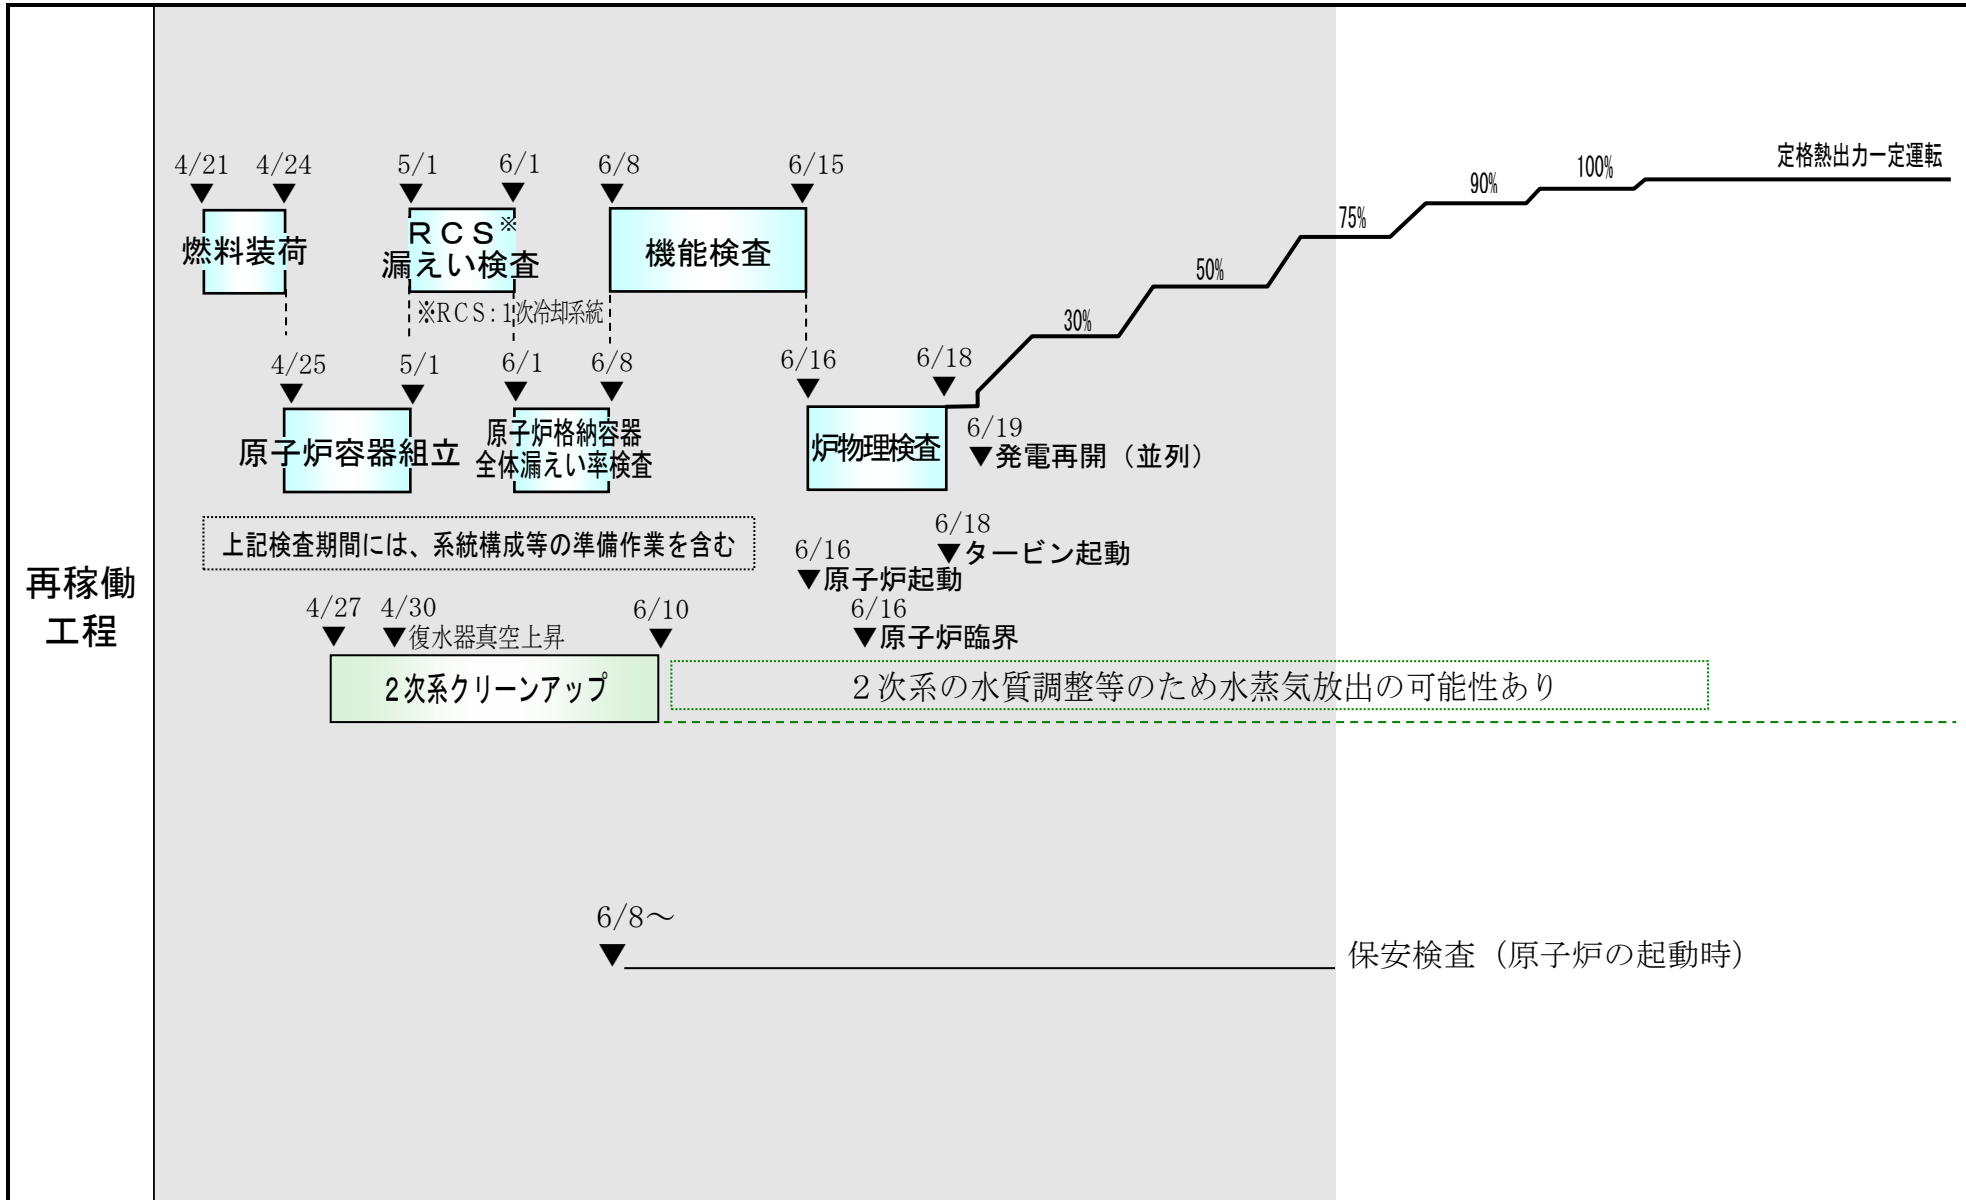 再稼働
工程
4/21 4/24 5/1 6/1 6/8 6/15
燃料装荷
RCS※
漏えい検査
機能検査
※RCS:1次冷却系統
4/25 5/1 6/1 6/8 6/16 6/18
原子炉容器組立
原子炉格納容器
全体漏えい率検査
炉物理検査
30%
50%
75%
90%
100%
定格熱出力一定運転
6/19
▼発電再開（並列）
上記検査期間には、系統構成等の準備作業を含む
6/18
▼タービン起動
6/16
▼原子炉起動
6/16
▼原子炉臨界
4/27 4/30 6/10
▼復水器真空上昇
2次系クリーンアップ
2次系の水質調整等のため水蒸気放出の可能性あり
6/8～
保安検査（原子炉の起動時）